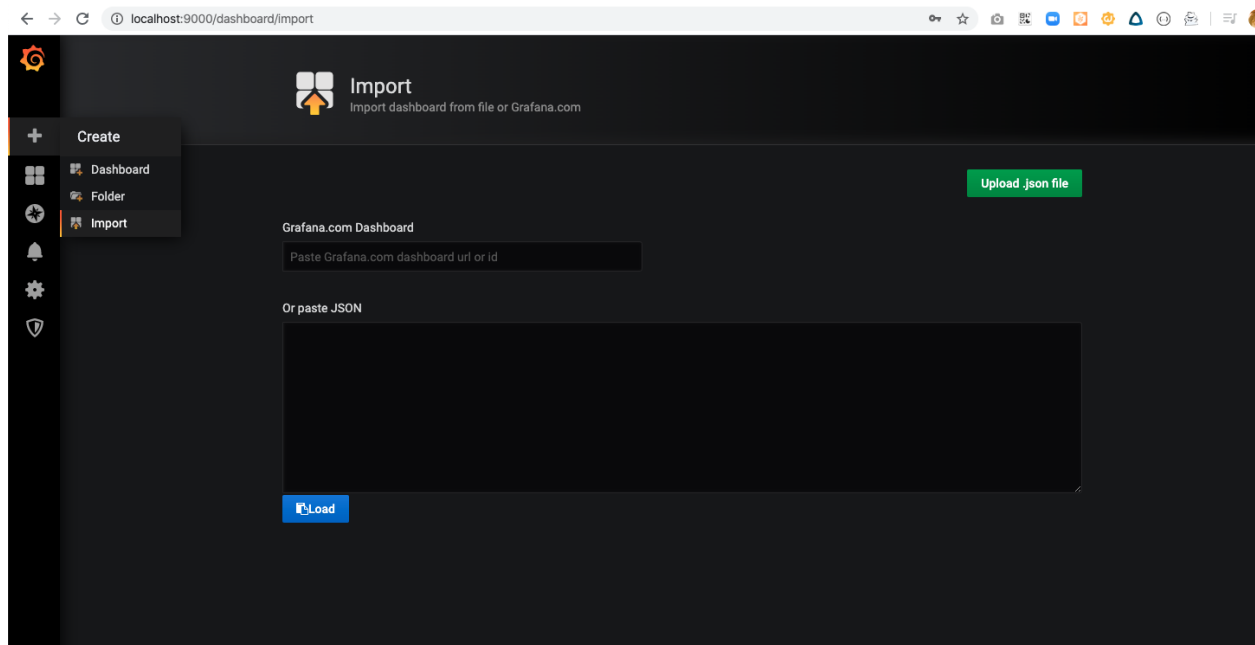 localhost:9000/dashboard/import
Import
Import dashboard from file or Grafana.com
Create
Dashboard
Folder
Import
Upload .json file
Grafana.com Dashboard
Paste Grafana.com dashboard url or id
Or paste JSON
Load